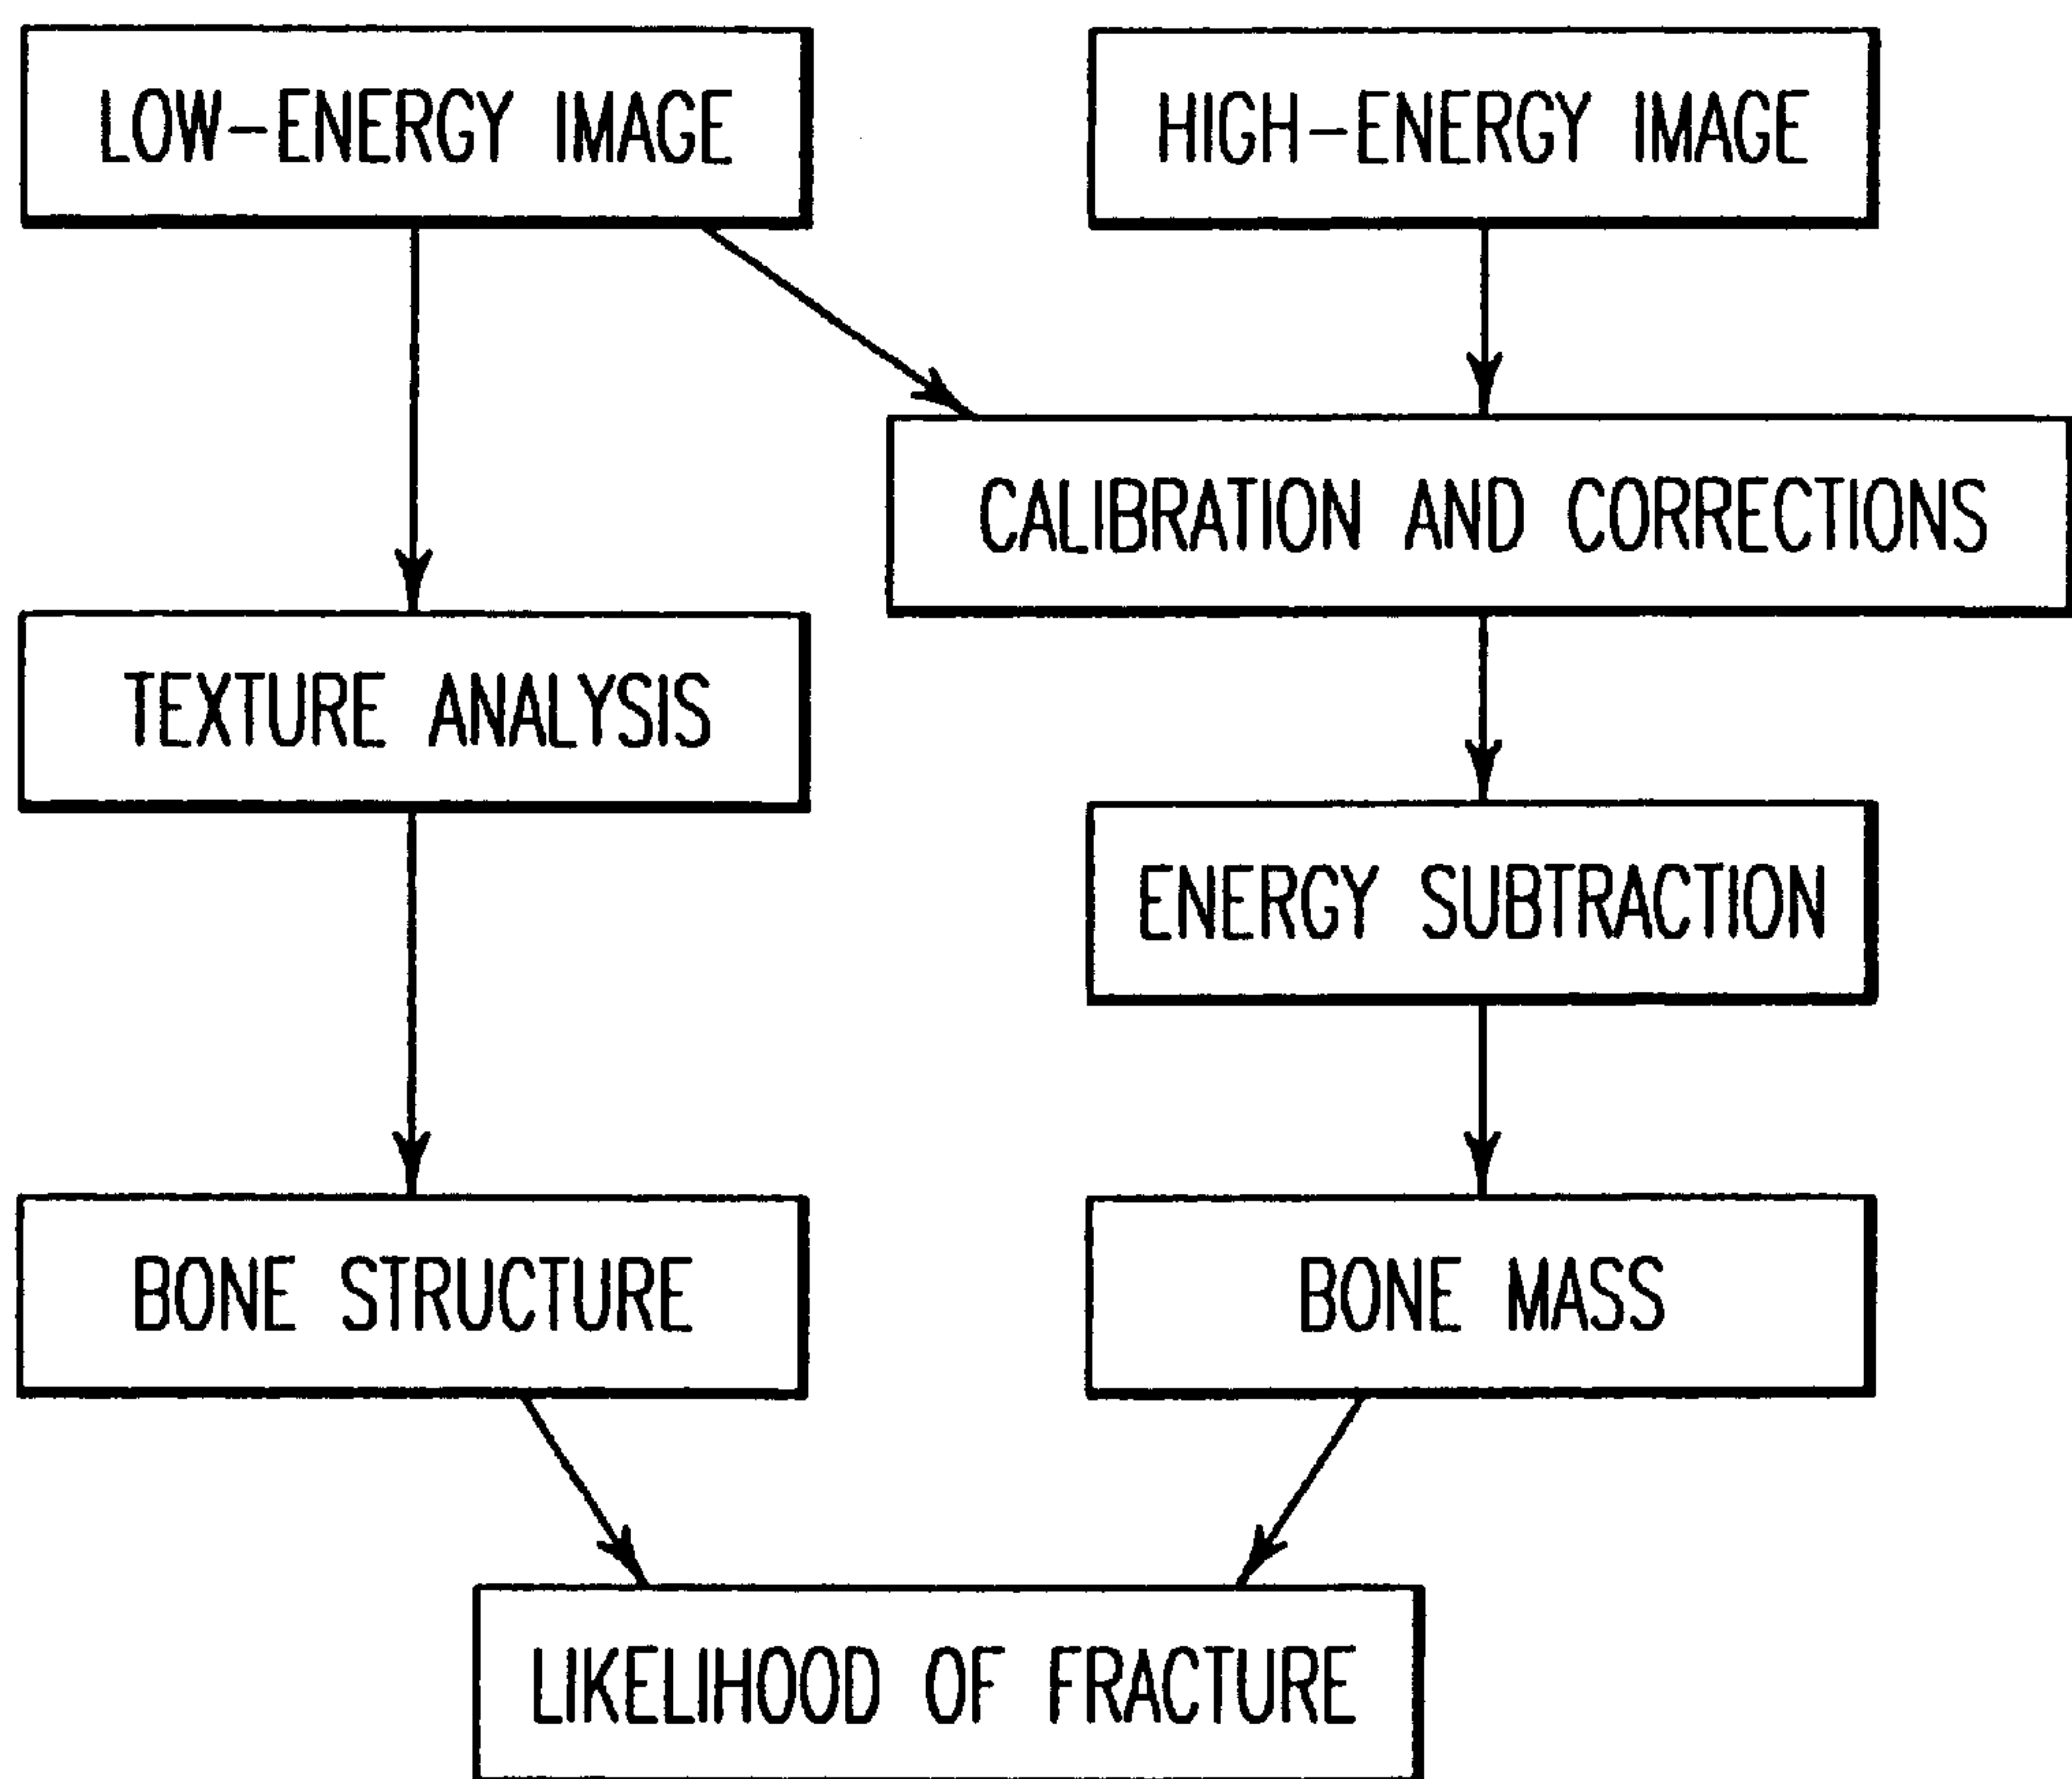 LOW-ENERGY IMAGE
HIGH-ENERGY IMAGE
CALIBRATION AND CORRECTIONS
TEXTURE ANALYSIS
ENERGY SUBTRACTION
BONE STRUCTURE
BONE MASS
LIKELIHOOD OF FRACTURE